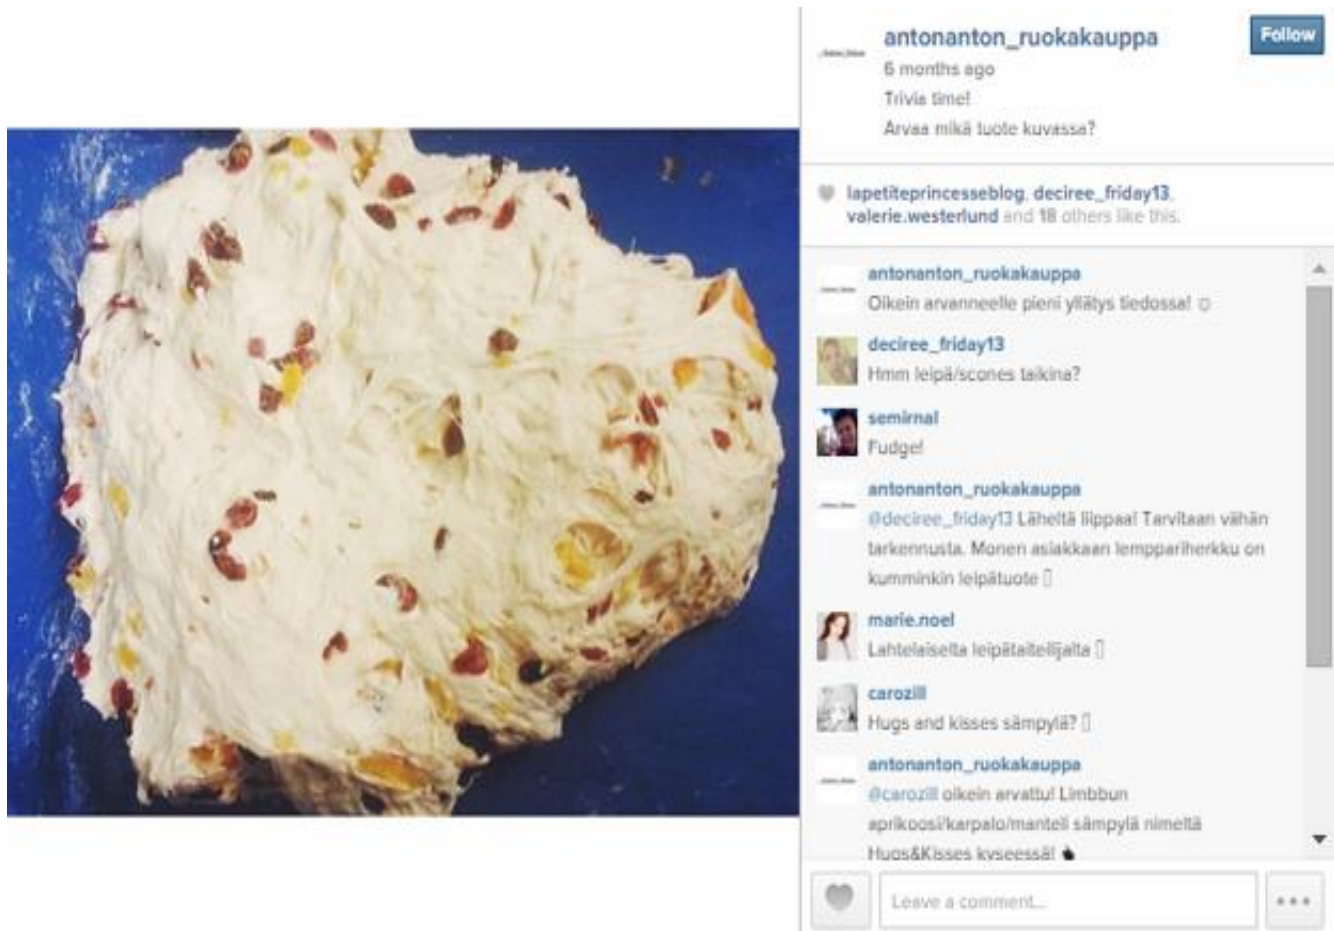 antonanton_ruokakauppa
Follow
6 months ago
Trivia time!
Arvaa mikä tuote kuvassa?
lapetiteprincesseblog, deciree_friday13,
valerie.westerlund and 18 others like this.
antonanton_ruokakauppa
Oikein arvanneelle pieni yllätys tiedossa!
deciree_friday13
Hmm leipä/scones taikina?
semirnal
Fudge!
antonanton_ruokakauppa
@deciree_friday13 Läheltä liippaa! Tarvitaan vähän
tarkennusta. Monen asiakkaan lemppariherkku on
kumminkin leipätuote
marie.noel
Lahtelaiselta leipätaiteilijalta
carozill
Hugs and kisses sämpylä?
antonanton_ruokakauppa
@carozill oikein arvattu! Limbbun
aprikoosi/karpalo/manteli sämpylä nimeltä
Hugs&Kisses kyseessä!
Leave a comment...